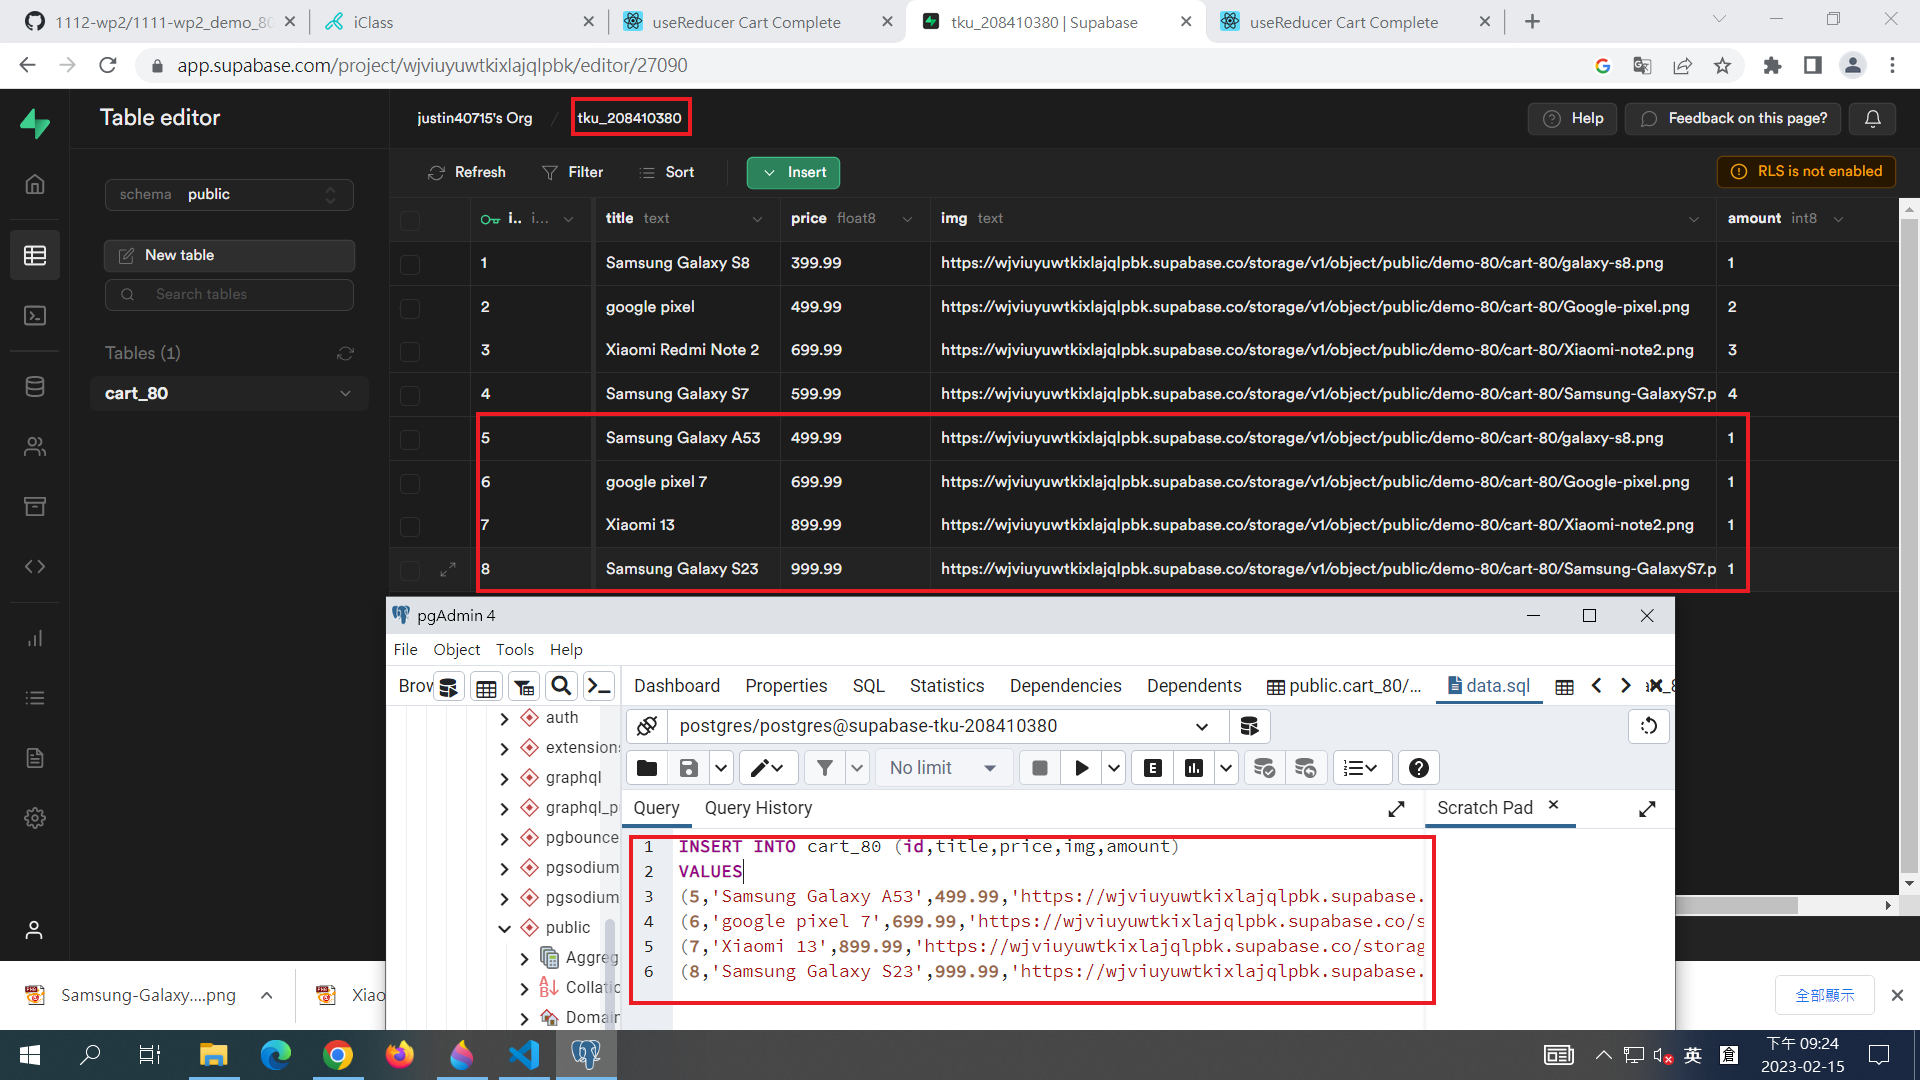 1112-wp2/1111-wp2_demo_80
iClass
useReducer Cart Complete
tku_208410380 | Supabase
useReducer Cart Complete
app.supabase.com/project/wjviuyuwtkixlajqlpbk/editor/27090
Table editor
justin40715's Org / tku_208410380
Help
Feedback on this page?
schema public
Refresh
Filter
Sort
Insert
RLS is not enabled
New table
Search tables
Tables (1)
cart_80
i.. i... title text price float8 img text amount int8
1 Samsung Galaxy S8 399.99 https://wjviuyuwtkixlajqlpbk.supabase.co/storage/v1/object/public/demo-80/cart-80/galaxy-s8.png 1
2 google pixel 499.99 https://wjviuyuwtkixlajqlpbk.supabase.co/storage/v1/object/public/demo-80/cart-80/Google-pixel.png 2
3 Xiaomi Redmi Note 2 699.99 https://wjviuyuwtkixlajqlpbk.supabase.co/storage/v1/object/public/demo-80/cart-80/Xiaomi-note2.png 3
4 Samsung Galaxy S7 599.99 https://wjviuyuwtkixlajqlpbk.supabase.co/storage/v1/object/public/demo-80/cart-80/Samsung-GalaxyS7.p 4
5 Samsung Galaxy A53 499.99 https://wjviuyuwtkixlajqlpbk.supabase.co/storage/v1/object/public/demo-80/cart-80/galaxy-s8.png 1
6 google pixel 7 699.99 https://wjviuyuwtkixlajqlpbk.supabase.co/storage/v1/object/public/demo-80/cart-80/Google-pixel.png 1
7 Xiaomi 13 899.99 https://wjviuyuwtkixlajqlpbk.supabase.co/storage/v1/object/public/demo-80/cart-80/Xiaomi-note2.png 1
8 Samsung Galaxy S23 999.99 https://wjviuyuwtkixlajqlpbk.supabase.co/storage/v1/object/public/demo-80/cart-80/Samsung-GalaxyS7.p 1
pgAdmin 4
File Object Tools Help
Brow
Dashboard Properties SQL Statistics Dependencies Dependents public.cart_80/... data.sql
auth
extensions
graphql
graphql_p
pgbounce
pgsodium
pgsodium
public
Aggreg
Collatio
Domain
postgres/postgres@supabase-tku-208410380
No limit
E
Query
Query History
Scratch Pad
1 INSERT INTO cart_80 (id,title,price,img,amount)
2 VALUES
3 (5,'Samsung Galaxy A53',499.99,'https://wjviuyuwtkixlajqlpbk.supabase.
4 (6,'google pixel 7',699.99,'https://wjviuyuwtkixlajqlpbk.supabase.co/s
5 (7,'Xiaomi 13',899.99,'https://wjviuyuwtkixlajqlpbk.supabase.co/storag
6 (8,'Samsung Galaxy S23',999.99,'https://wjviuyuwtkixlajqlpbk.supabase.
Samsung-Galaxy....png
Xiao
全部顯示
英
倉
下午 09:24
2023-02-15